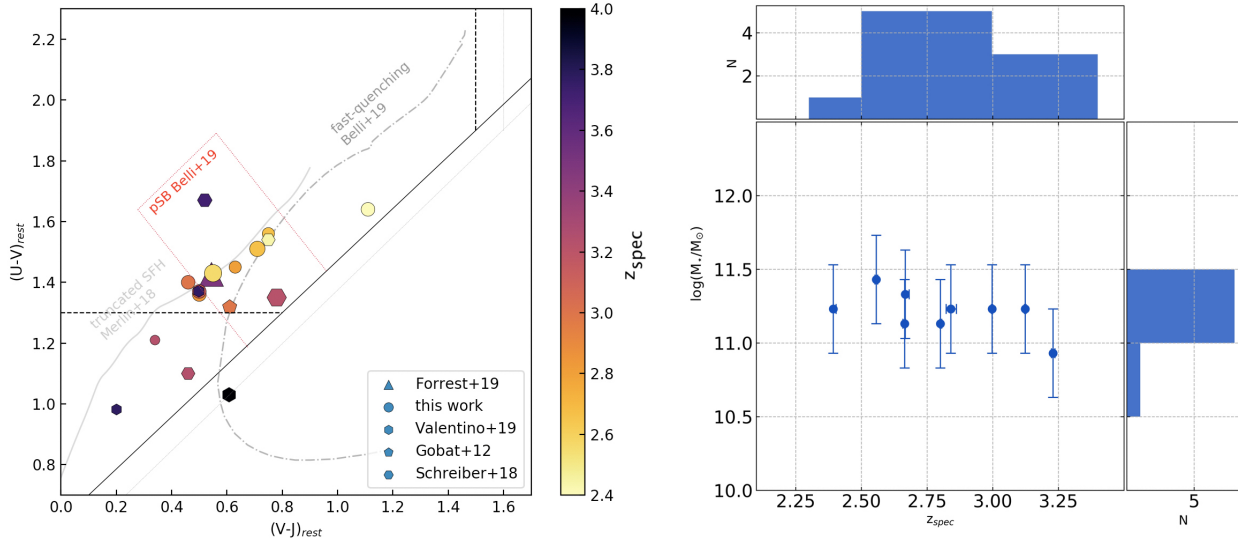 2.2
2.0
1.8
1.6
1.4
1.2
1.0
0.8
(U-V)rest
0.0
0.2
0.4
0.6
0.8
1.0
1.2
1.4
1.6
(V-J)rest
fast-quenching
Belli+19
pSB Belli+19
truncated SFH
Merlin+18
Forrest+19
this work
Valentino+19
Gobat+12
Schreiber+18
4.0
3.8
3.6
3.4
3.2
3.0
2.8
2.6
2.4
zspec
4
2
N
12.0
11.5
11.0
10.5
10.0
log(M⋆/M⊙)
2.25
2.50
2.75
3.00
3.25
zspec
5
N